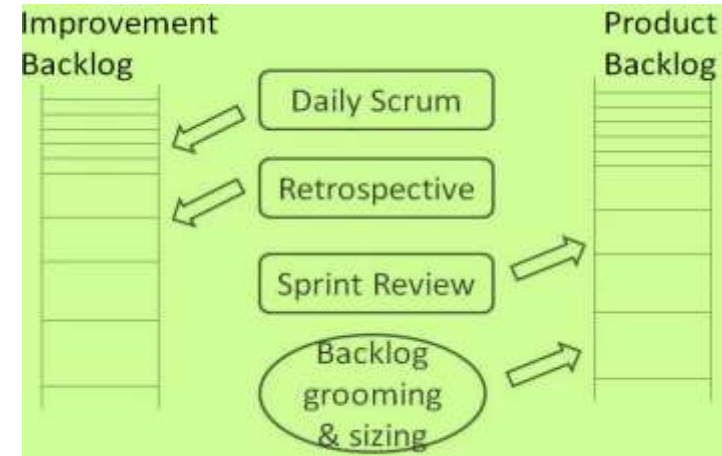 Improvement
Backlog
Product
Backlog
Daily Scrum
Retrospective
Sprint Review
Backlog
grooming
& sizing